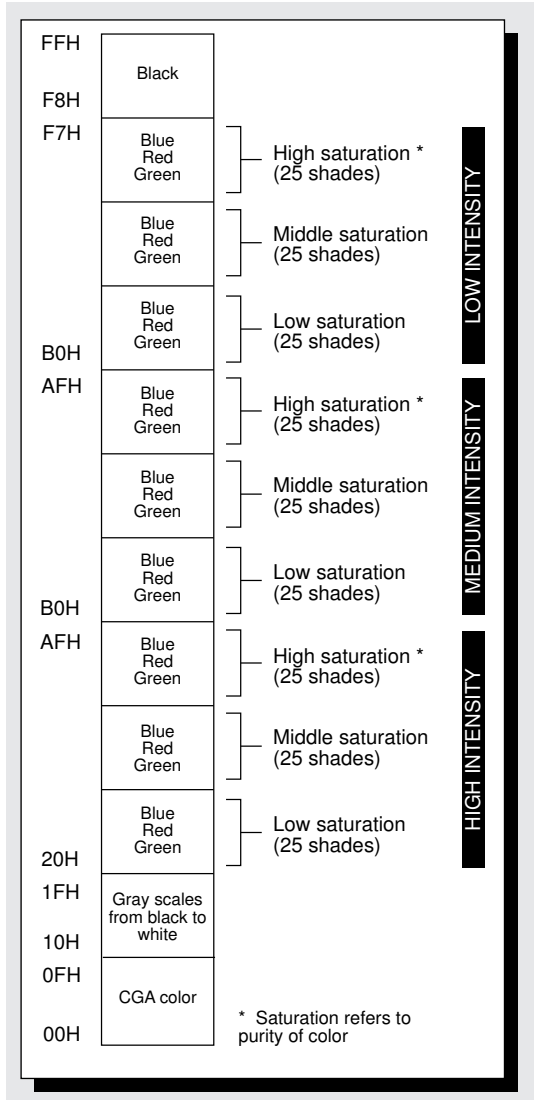 FFH
Black
F8H
F7H
Blue
Red
Green
High saturation *
(25 shades)
Blue
Red
Green
Middle saturation
(25 shades)
Blue
Red
Green
Low saturation
(25 shades)
B0H
LOW INTENSITY
AFH
Blue
Red
Green
High saturation *
(25 shades)
Blue
Red
Green
Middle saturation
(25 shades)
Blue
Red
Green
Low saturation
(25 shades)
B0H
MEDIUM INTENSITY
AFH
Blue
Red
Green
High saturation *
(25 shades)
Blue
Red
Green
Middle saturation
(25 shades)
Blue
Red
Green
Low saturation
(25 shades)
20H
HIGH INTENSITY
1FH
Gray scales
from black to
white
10H
0FH
CGA color
00H
* Saturation refers to
purity of color